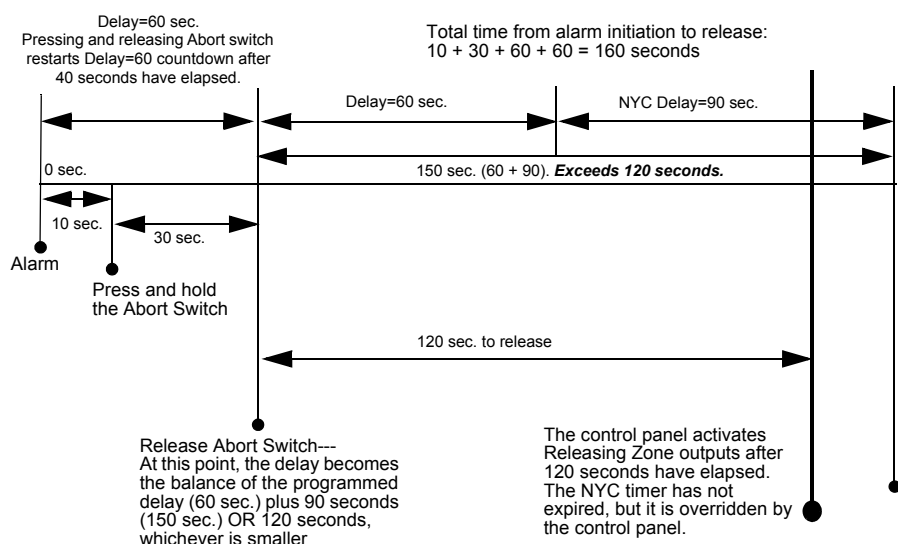 Delay=60 sec.
Pressing and releasing Abort switch
restarts Delay=60 countdown after
40 seconds have elapsed.
Total time from alarm initiation to release:
10 + 30 + 60 + 60 = 160 seconds
Delay=60 sec.
NYC Delay=90 sec.
0 sec.
150 sec. (60 + 90). Exceeds 120 seconds.
10 sec.
30 sec.
Alarm
Press and hold
the Abort Switch
120 sec. to release
Release Abort Switch---
At this point, the delay becomes
the balance of the programmed
delay (60 sec.) plus 90 seconds
(150 sec.) OR 120 seconds,
whichever is smaller
The control panel activates
Releasing Zone outputs after
120 seconds have elapsed.
The NYC timer has not
expired, but it is overridden by
the control panel.